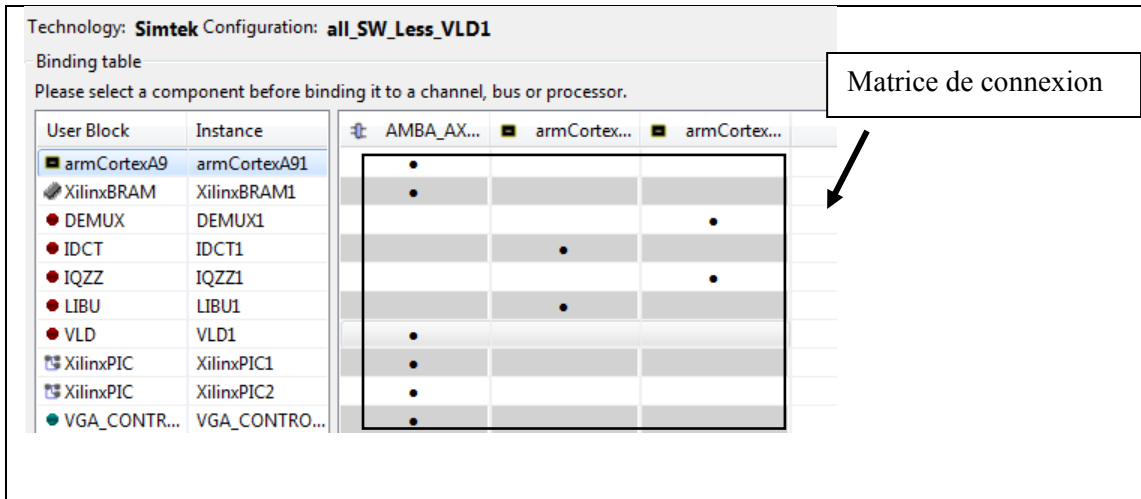 Technology: Simtek Configuration: all_SW_Less_VLD1
Binding table
Please select a component before binding it to a channel, bus or processor.
Matrice de connexion
User Block Instance AMBA_AX... armCortex... armCortex...
armCortexA9 armCortexA91
XilinxBRAM XilinxBRAM1
DEMUX DEMUX1
IDCT IDCT1
IQZZ IQZZ1
LIBU LIBU1
VLD VLD1
XilinxPIC XilinxPIC1
XilinxPIC XilinxPIC2
VGA_CONTR... VGA_CONTRO...